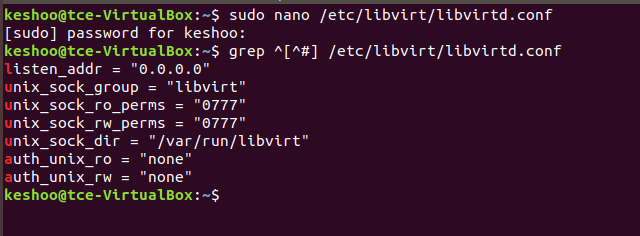 keshoo@tce-VirtualBox:~$ sudo nano /etc/libvirt/libvirtd.conf
[sudo] password for keshoo:
keshoo@tce-VirtualBox:~$ grep ^[^#] /etc/libvirt/libvirtd.conf
listen_addr = "0.0.0.0"
unix_sock_group = "libvirt"
unix_sock_ro_perms = "0777"
unix_sock_rw_perms = "0777"
unix_sock_dir = "/var/run/libvirt"
auth_unix_ro = "none"
auth_unix_rw = "none"
keshoo@tce-VirtualBox:~$